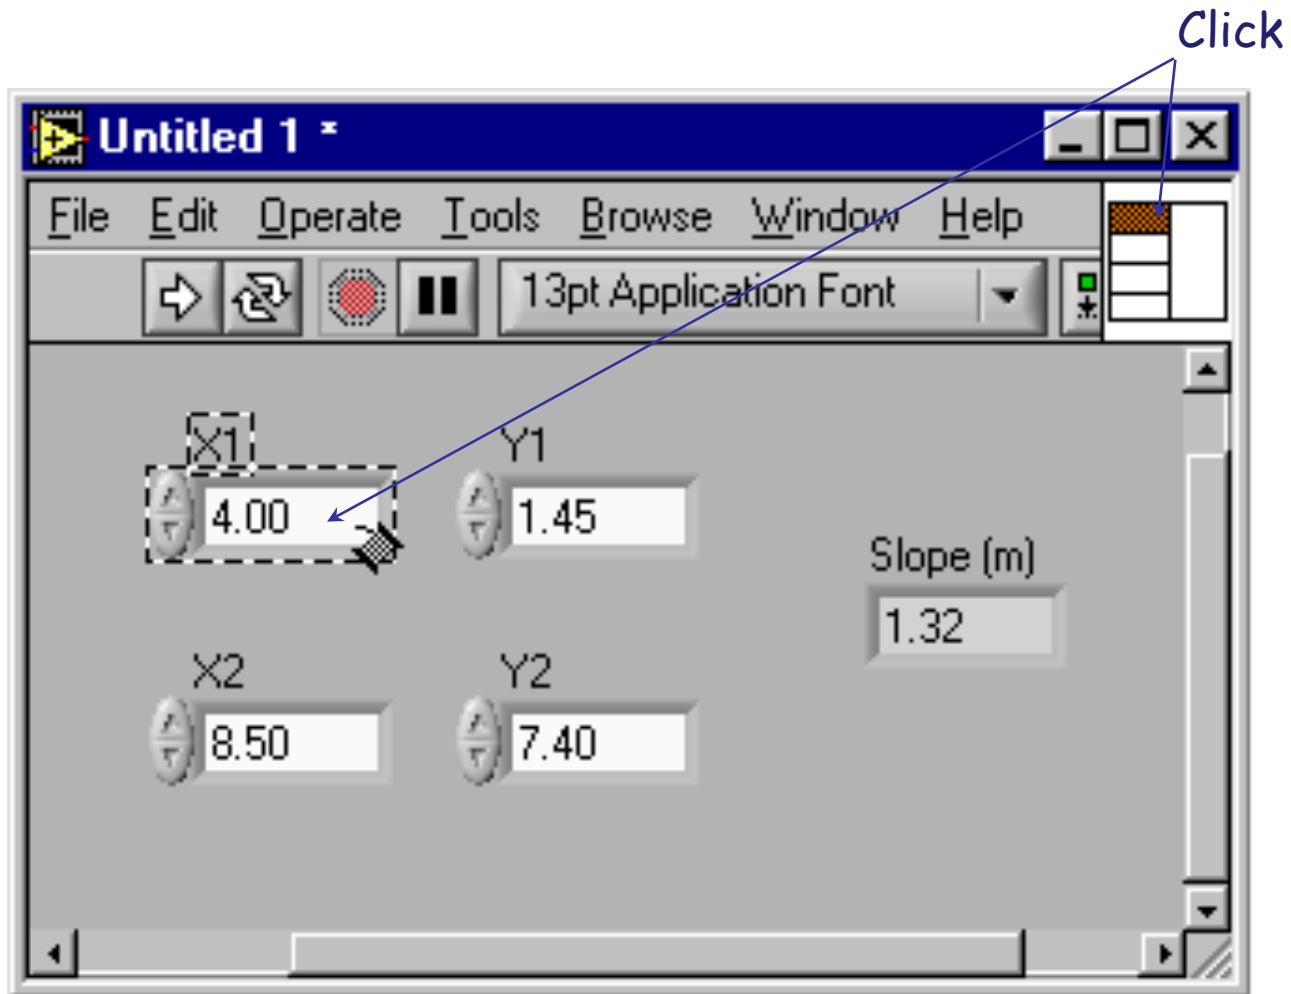 Click
Untitled 1 *
File Edit Operate Tools Browse Window Help
13pt Application Font
X1 Y1
4.00 1.45
Slope (m)
1.32
X2 Y2
8.50 7.40